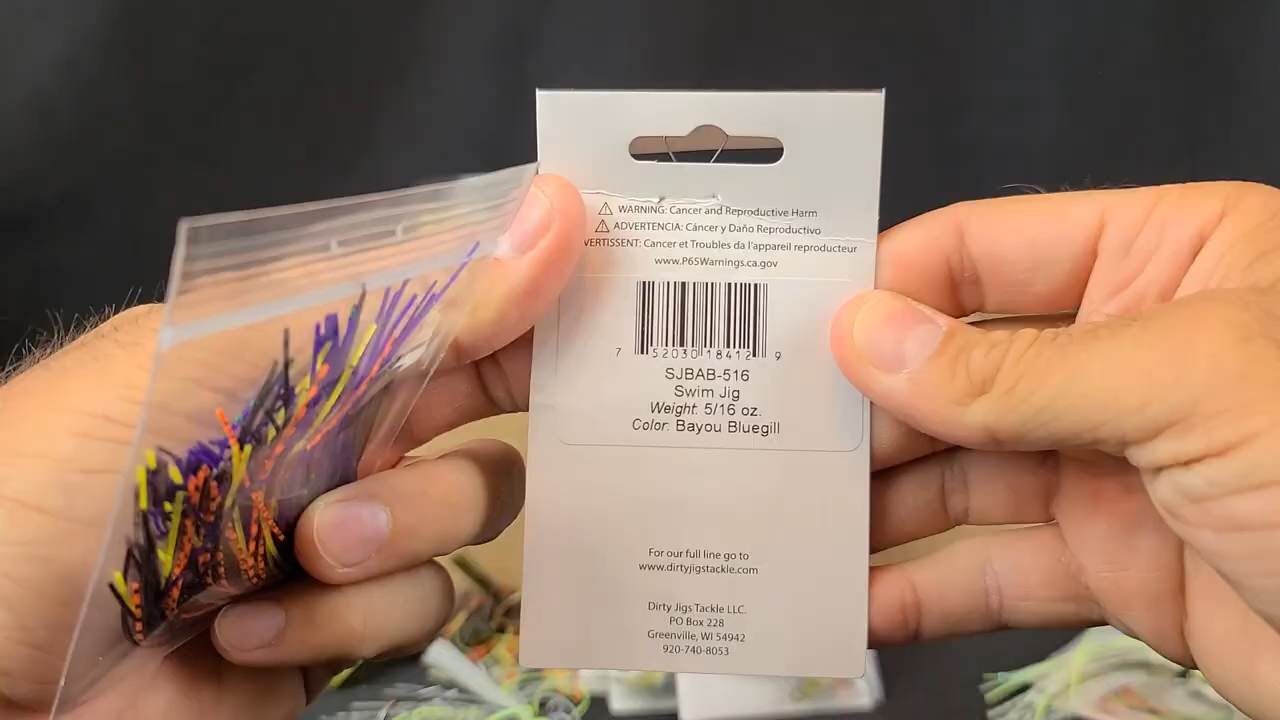 WARNING: Cancer and Reproductive Harm
ADVERTENCIA: Cáncer y Daño Reproductivo
VERTISSENT: Cancer et Troubles da l'appareil reproducteur
www.P65Warnings.ca.gov
7 52030 18412 9
SJBAB-516
Swim Jig
Weight: 5/16 oz.
Color: Bayou Bluegill
For our full line go to
www.dirtyjigstackle.com
Dirty Jigs Tackle LLC.
PO Box 228
Greenville, WI 54942
920-740-8053